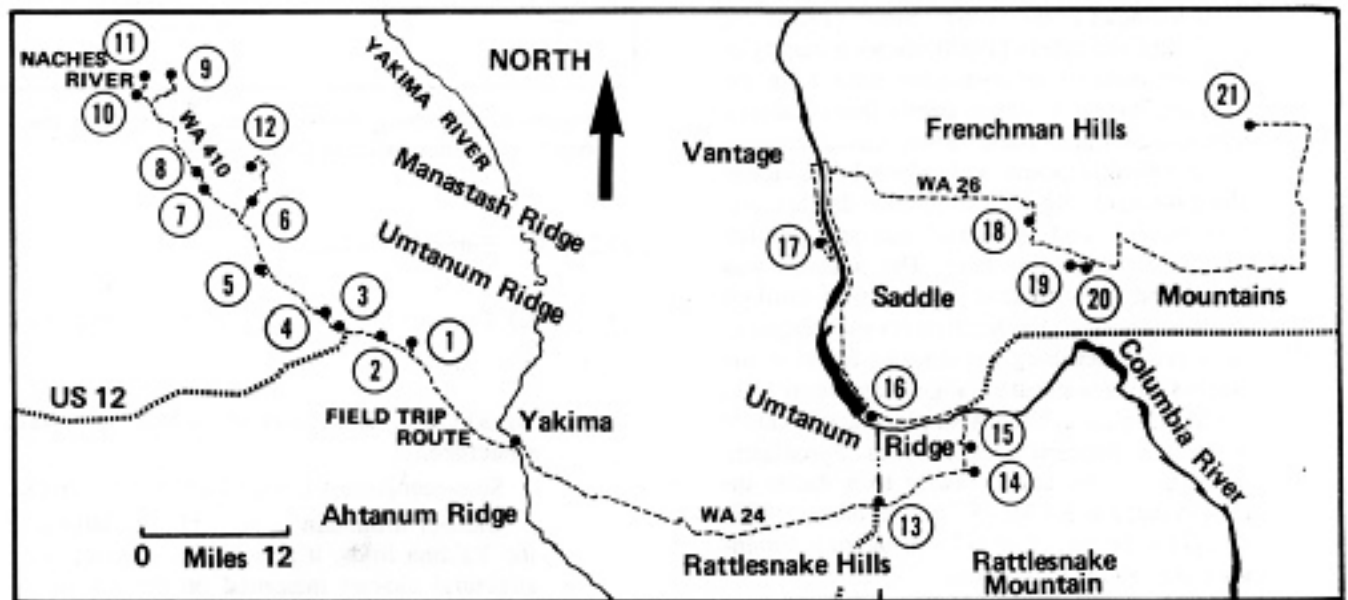 11
NACHES
RIVER
9
10
WA 410
12
8
7
6
5
4
3
2
1
US 12
FIELD TRIP
ROUTE
Yakima
YAKIMA
RIVER
NORTH
Manastash Ridge
Umtanum Ridge
Ahtanum Ridge
0 Miles 12
Vantage
Frenchman Hills
21
WA 26
17
18
19
20
Saddle
Mountains
Umtanum
Ridge
16
15
14
13
Columbia
River
WA 24
Rattlesnake Hills
Rattlesnake
Mountain